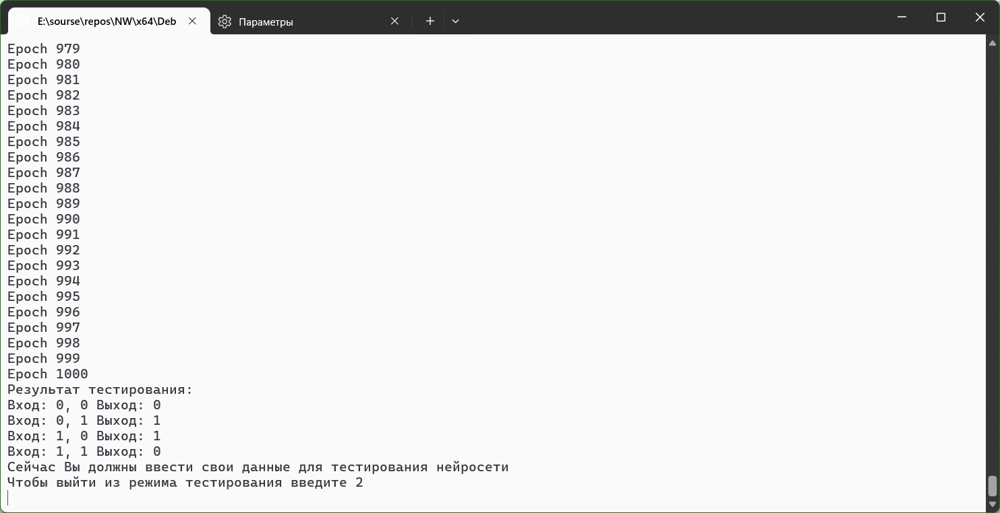 E:\sourse\repos\NW\x64\Deb
Параметры
Epoch 979
Epoch 980
Epoch 981
Epoch 982
Epoch 983
Epoch 984
Epoch 985
Epoch 986
Epoch 987
Epoch 988
Epoch 989
Epoch 990
Epoch 991
Epoch 992
Epoch 993
Epoch 994
Epoch 995
Epoch 996
Epoch 997
Epoch 998
Epoch 999
Epoch 1000
Результат тестирования:
Вход: 0, 0 Выход: 0
Вход: 0, 1 Выход: 1
Вход: 1, 0 Выход: 1
Вход: 1, 1 Выход: 0
Сейчас Вы должны ввести свои данные для тестирования нейросети
Чтобы выйти из режима тестирования введите 2